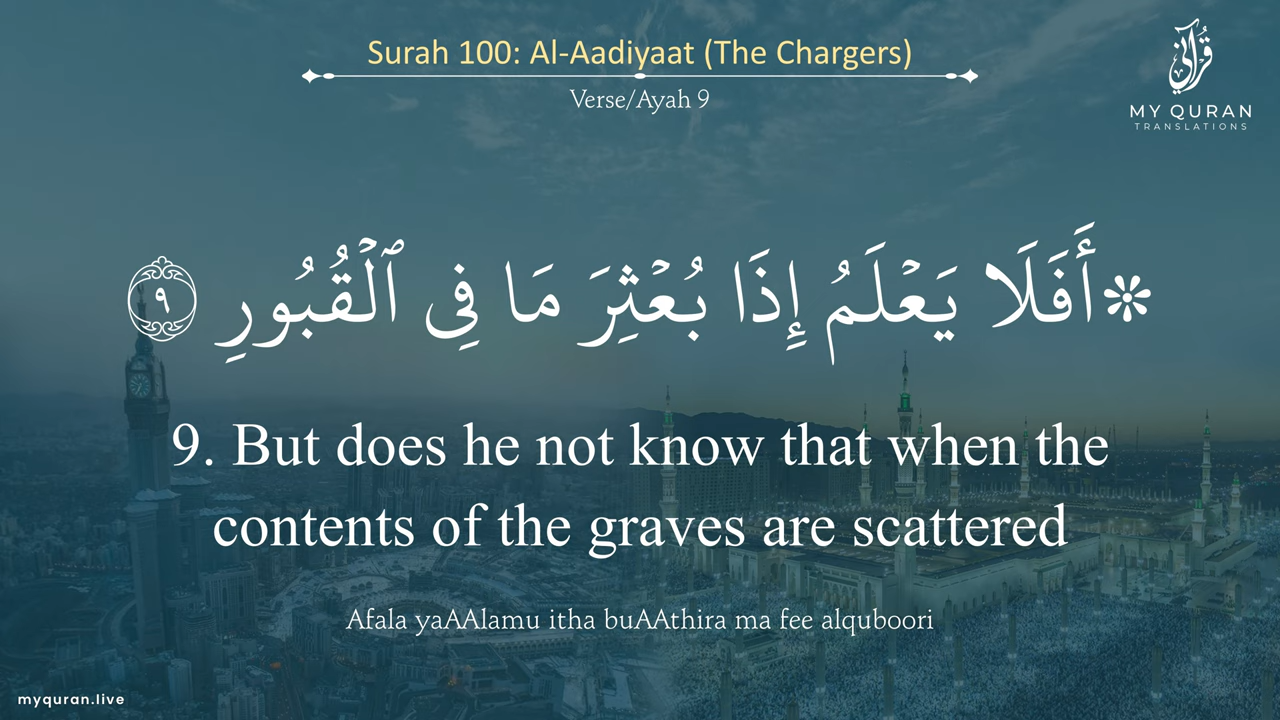 Surah 100: Al-Aadiyaat (The Chargers)
Verse/Ayah 9
قرآني
MY QURAN
TRANSLATIONS
۞أَفَلَا يَعۡلَمُ إِذَا بُعۡثِرَ مَا فِي ٱلۡقُبُورِ ٩
9. But does he not know that when the
contents of the graves are scattered
Afala yaAAlamu itha buAAthira ma fee alquboori
myquran.live